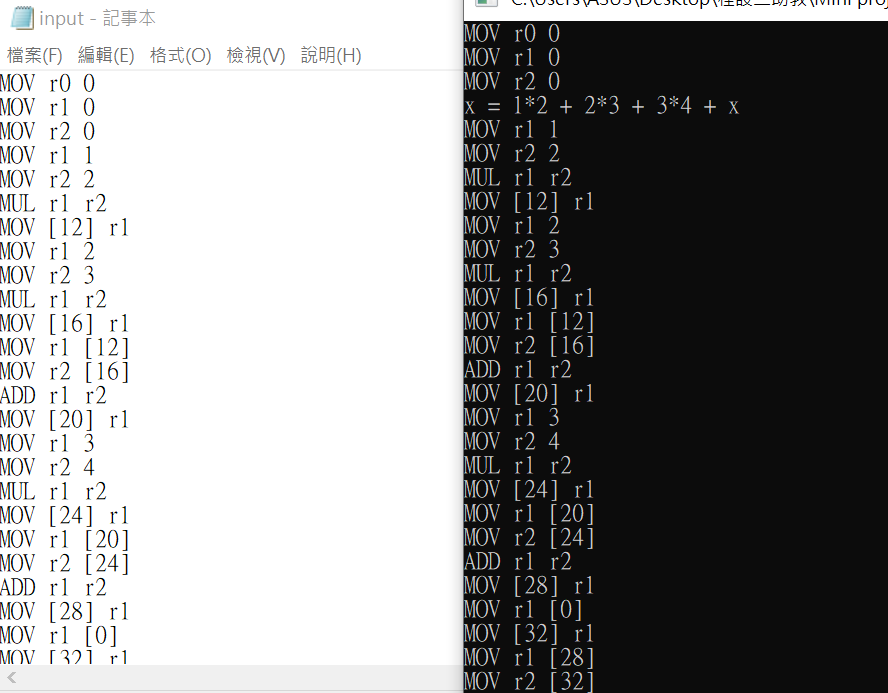 input - 記事本
檔案(F) 編輯(E) 格式(O) 檢視(V) 說明(H)
MOV r0 0
MOV r1 0
MOV r2 0
MOV r1 1
MOV r2 2
MUL r1 r2
MOV [12] r1
MOV r1 2
MOV r2 3
MUL r1 r2
MOV [16] r1
MOV r1 [12]
MOV r2 [16]
ADD r1 r2
MOV [20] r1
MOV r1 3
MOV r2 4
MUL r1 r2
MOV [24] r1
MOV r1 [20]
MOV r2 [24]
ADD r1 r2
MOV [28] r1
MOV r1 [0]
MOV [32] r1
C:\Users\ASUS\Desktop\程設二助教\Mini proj
MOV r0 0
MOV r1 0
MOV r2 0
x = 1*2 + 2*3 + 3*4 + x
MOV r1 1
MOV r2 2
MUL r1 r2
MOV [12] r1
MOV r1 2
MOV r2 3
MUL r1 r2
MOV [16] r1
MOV r1 [12]
MOV r2 [16]
ADD r1 r2
MOV [20] r1
MOV r1 3
MOV r2 4
MUL r1 r2
MOV [24] r1
MOV r1 [20]
MOV r2 [24]
ADD r1 r2
MOV [28] r1
MOV r1 [0]
MOV [32] r1
MOV r1 [28]
MOV r2 [32]